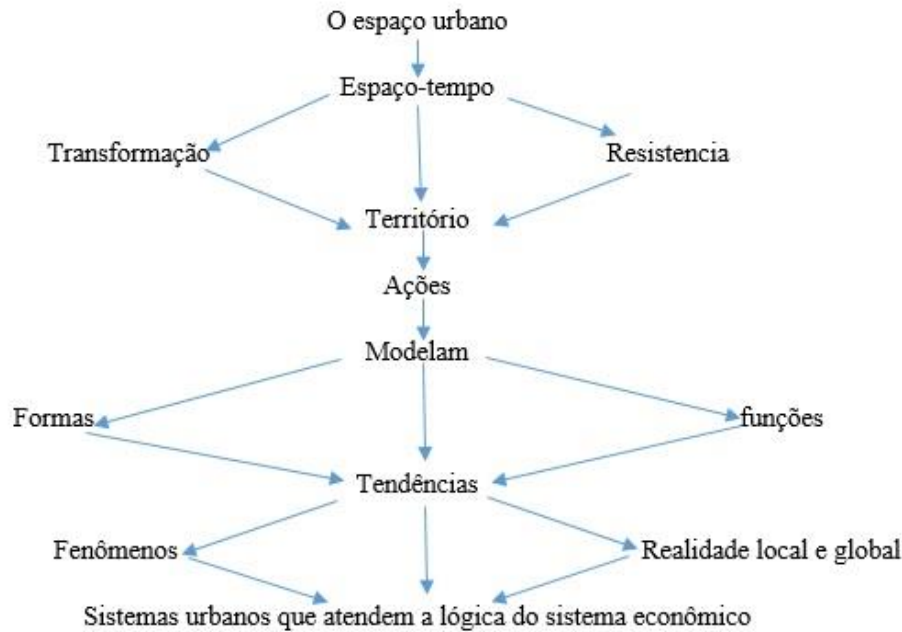 O espaço urbano
Espaço-tempo
Transformação
Resistencia
Território
Ações
Modelam
Formas
funções
Tendências
Fenômenos
Realidade local e global
Sistemas urbanos que atendem a lógica do sistema econômico